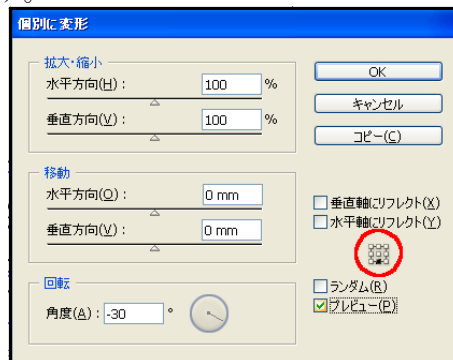 個別に変形
拡大・縮小
水平方向(H): 100 %
垂直方向(V): 100 %
移動
水平方向(O): 0 mm
垂直方向(V): 0 mm
回転
角度(A): -30 °
OK
キャンセル
コピー(C)
垂直軸にリフレクト(X)
水平軸にリフレクト(Y)
ランダム(R)
プレビュー(P)